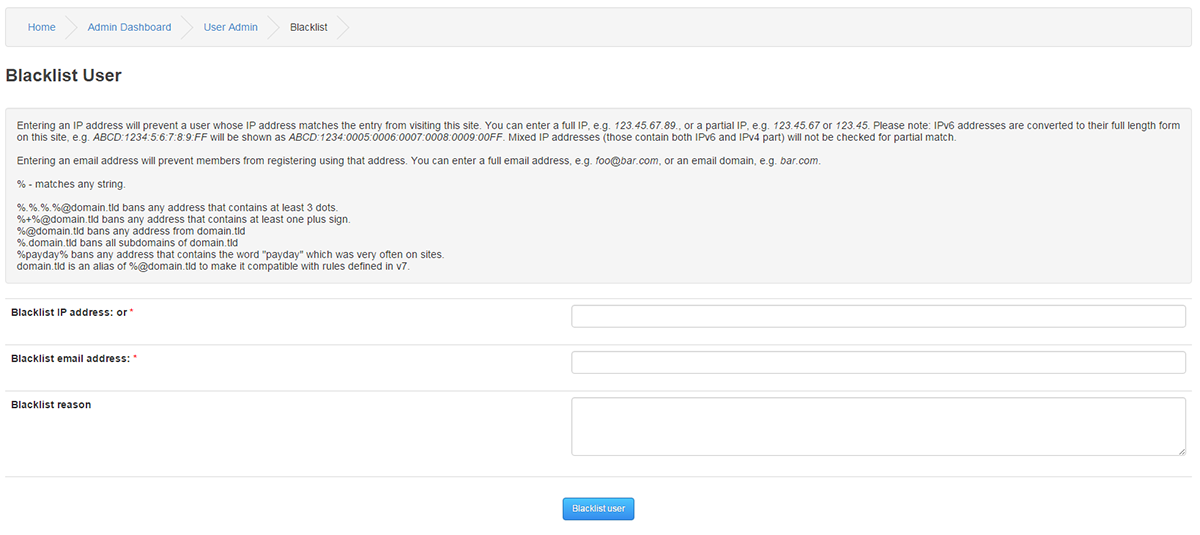 Home Admin Dashboard User Admin Blacklist
Blacklist User
Entering an IP address will prevent a user whose IP address matches the entry from visiting this site. You can enter a full IP, e.g. 123.45.67.89., or a partial IP, e.g. 123.45.67 or 123.45. Please note: IPv6 addresses are converted to their full length form
on this site, e.g. ABCD:1234:5:6:7:8:9:FF will be shown as ABCD:1234:0005:0006:0007:0008:0009:00FF. Mixed IP addresses (those contain both IPv6 and IPv4 part) will not be checked for partial match.
Entering an email address will prevent members from registering using that address. You can enter a full email address, e.g. foo@bar.com, or an email domain, e.g. bar.com.
% - matches any string.
%.%.%.%@domain.tld bans any address that contains at least 3 dots.
%+%@domain.tld bans any address that contains at least one plus sign.
%@domain.tld bans any address from domain.tld
%.domain.tld bans all subdomains of domain.tld
%payday% bans any address that contains the word "payday" which was very often on sites.
domain.tld is an alias of %@domain.tld to make it compatible with rules defined in v7.
Blacklist IP address: or *
Blacklist email address: *
Blacklist reason
Blacklist user